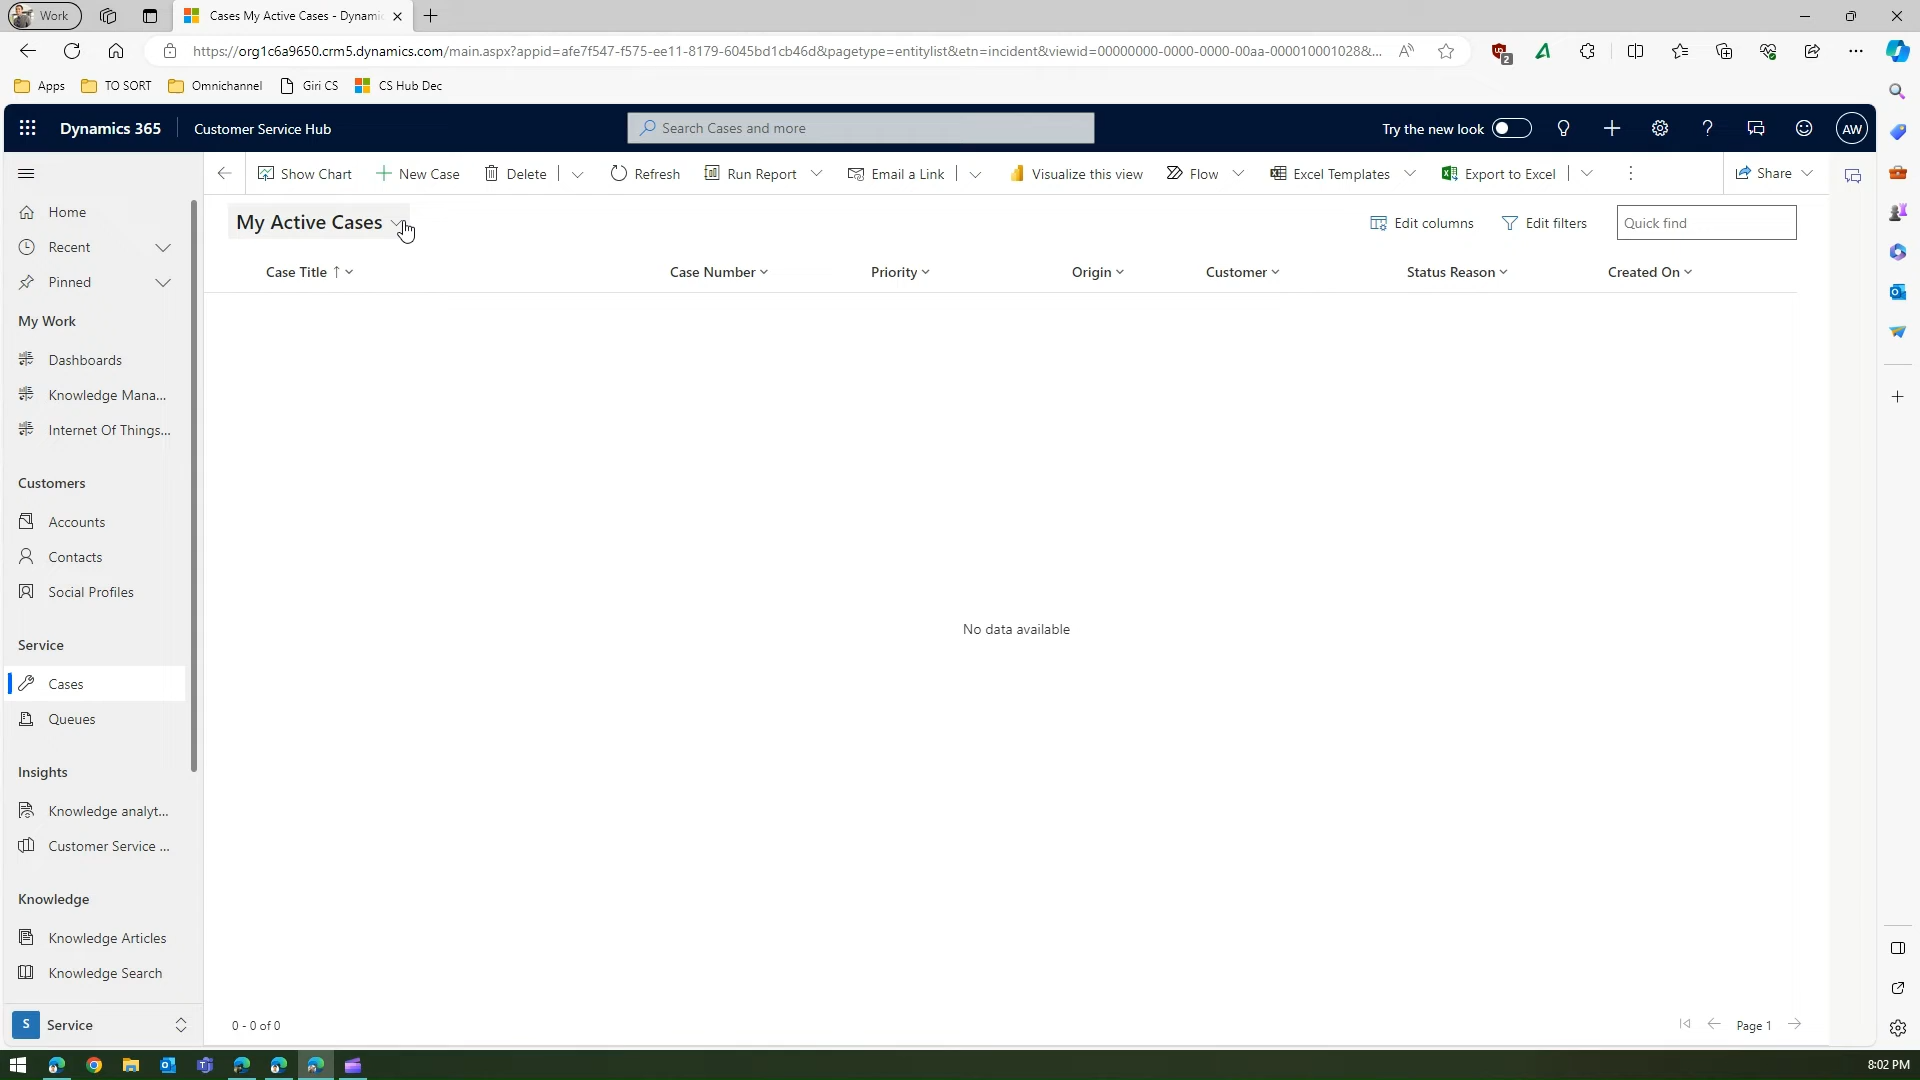 Work
Cases My Active Cases - Dynami
https://org1c6a9650.crm5.dynamics.com/main.aspx?appid=afe7f547-f575-ee11-8179-6045bd1cb46d&pagetype=entitylist&etn=incident&viewid=00000000-0000-0000-00aa-000010001028&...
2
Apps
TO SORT
Omnichannel
Giri CS
CS Hub Dec
Dynamics 365
Customer Service Hub
Search Cases and more
Try the new look
AW
Show Chart
New Case
Delete
Refresh
Run Report
Email a Link
Visualize this view
Flow
Excel Templates
Export to Excel
Share
Home
Recent
Pinned
My Work
Dashboards
Knowledge Mana...
Internet Of Things...
Customers
Accounts
Contacts
Social Profiles
Service
Cases
Queues
Insights
Knowledge analyt...
Customer Service ...
Knowledge
Knowledge Articles
Knowledge Search
S
Service
My Active Cases
Edit columns
Edit filters
Quick find
Case Title ↑
Case Number
Priority
Origin
Customer
Status Reason
Created On
No data available
0 - 0 of 0
Page 1
8:02 PM